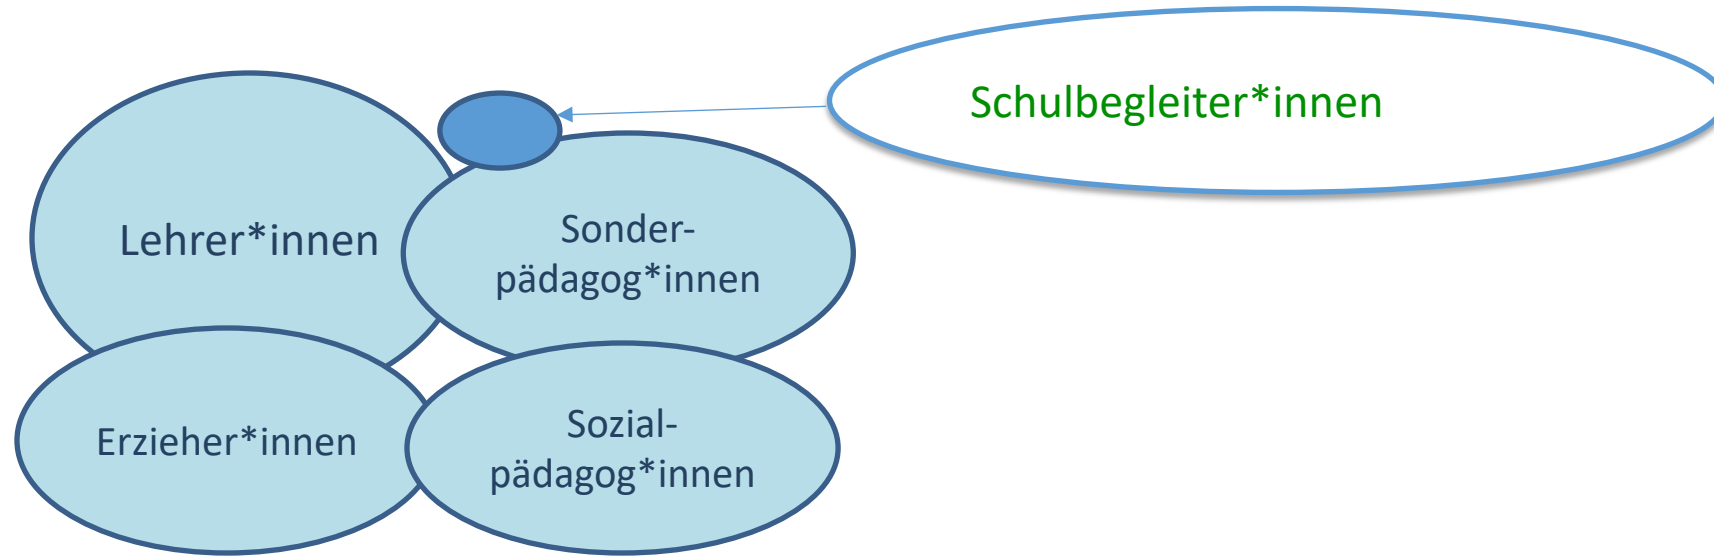 Schulbegleiter*innen
Lehrer*innen
Sonder-
pädagog*innen
Erzieher*innen
Sozial-
pädagog*innen